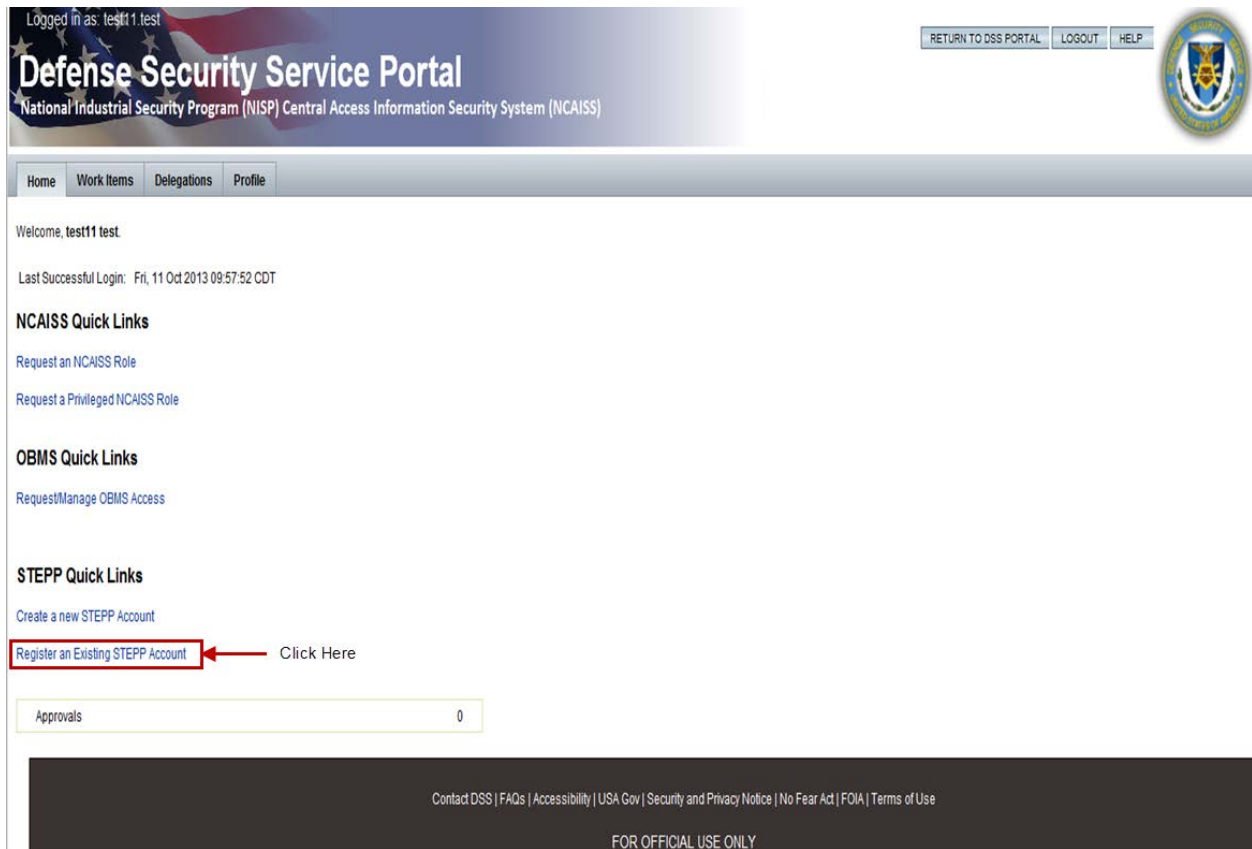 Logged in as: test11.test
RETURN TO DSS PORTAL LOGOUT HELP
Defense Security Service Portal
National Industrial Security Program (NISP) Central Access Information Security System (NCAISS)
Home Work Items Delegations Profile
Welcome, test11 test.
Last Successful Login: Fri, 11 Oct 2013 09:57:52 CDT
NCAISS Quick Links
Request an NCAISS Role
Request a Privileged NCAISS Role
OBMS Quick Links
Request/Manage OBMS Access
STEPP Quick Links
Create a new STEPP Account
Register an Existing STEPP Account Click Here
Approvals 0
Contact DSS | FAQs | Accessibility | USA Gov | Security and Privacy Notice | No Fear Act | FOIA | Terms of Use
FOR OFFICIAL USE ONLY